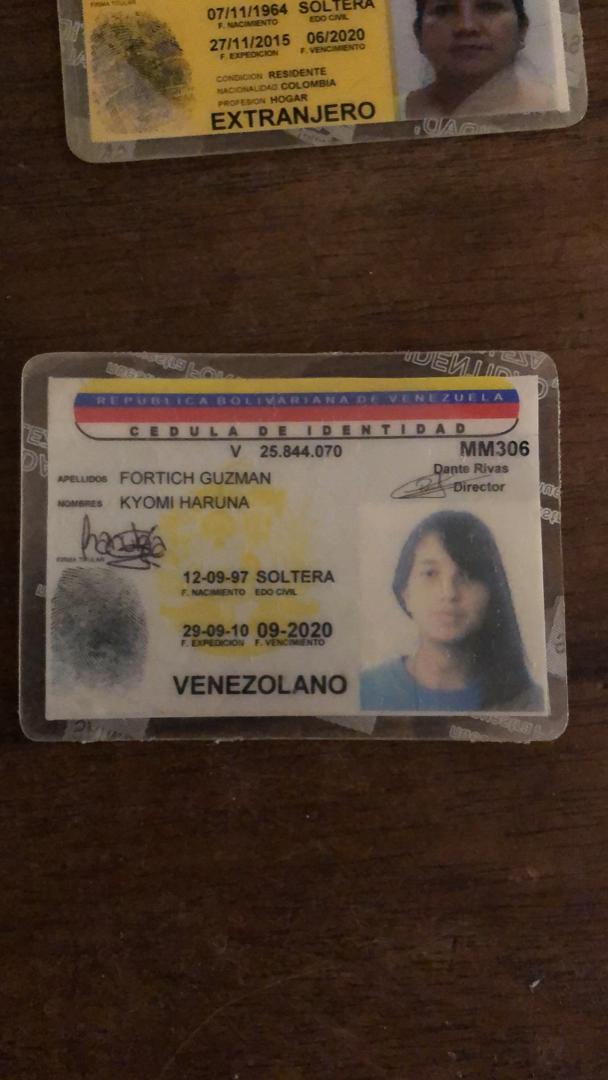 FIRMA TITULAR
07/11/1964 SOLTERA
F. NACIMIENTO EDO CIVIL
27/11/2015 06/2020
F. EXPEDICION F. VENCIMIENTO
CONDICION RESIDENTE
NACIONALIDAD COLOMBIA
PROFESION HOGAR
EXTRANJERO
REPUBLICA BOLIVARIANA DE VENEZUELA
CEDULA DE IDENTIDAD
V 25.844.070 MM306
Dante Rivas
Director
APELLIDOS FORTICH GUZMAN
NOMBRES KYOMI HARUNA
FIRMA TITULAR
12-09-97 SOLTERA
F. NACIMIENTO EDO CIVIL
29-09-10 09-2020
F. EXPEDICION F. VENCIMIENTO
VENEZOLANO